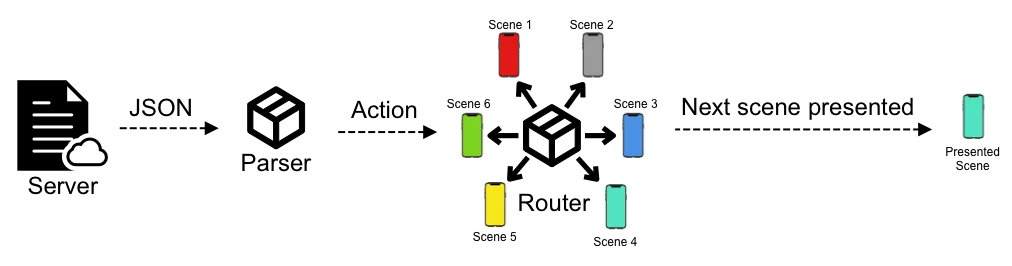 Scene 1
Scene 2
JSON
Action
Scene 6
Scene 3
Next scene presented
Parser
Server
Presented
Scene
Router
Scene 5
Scene 4